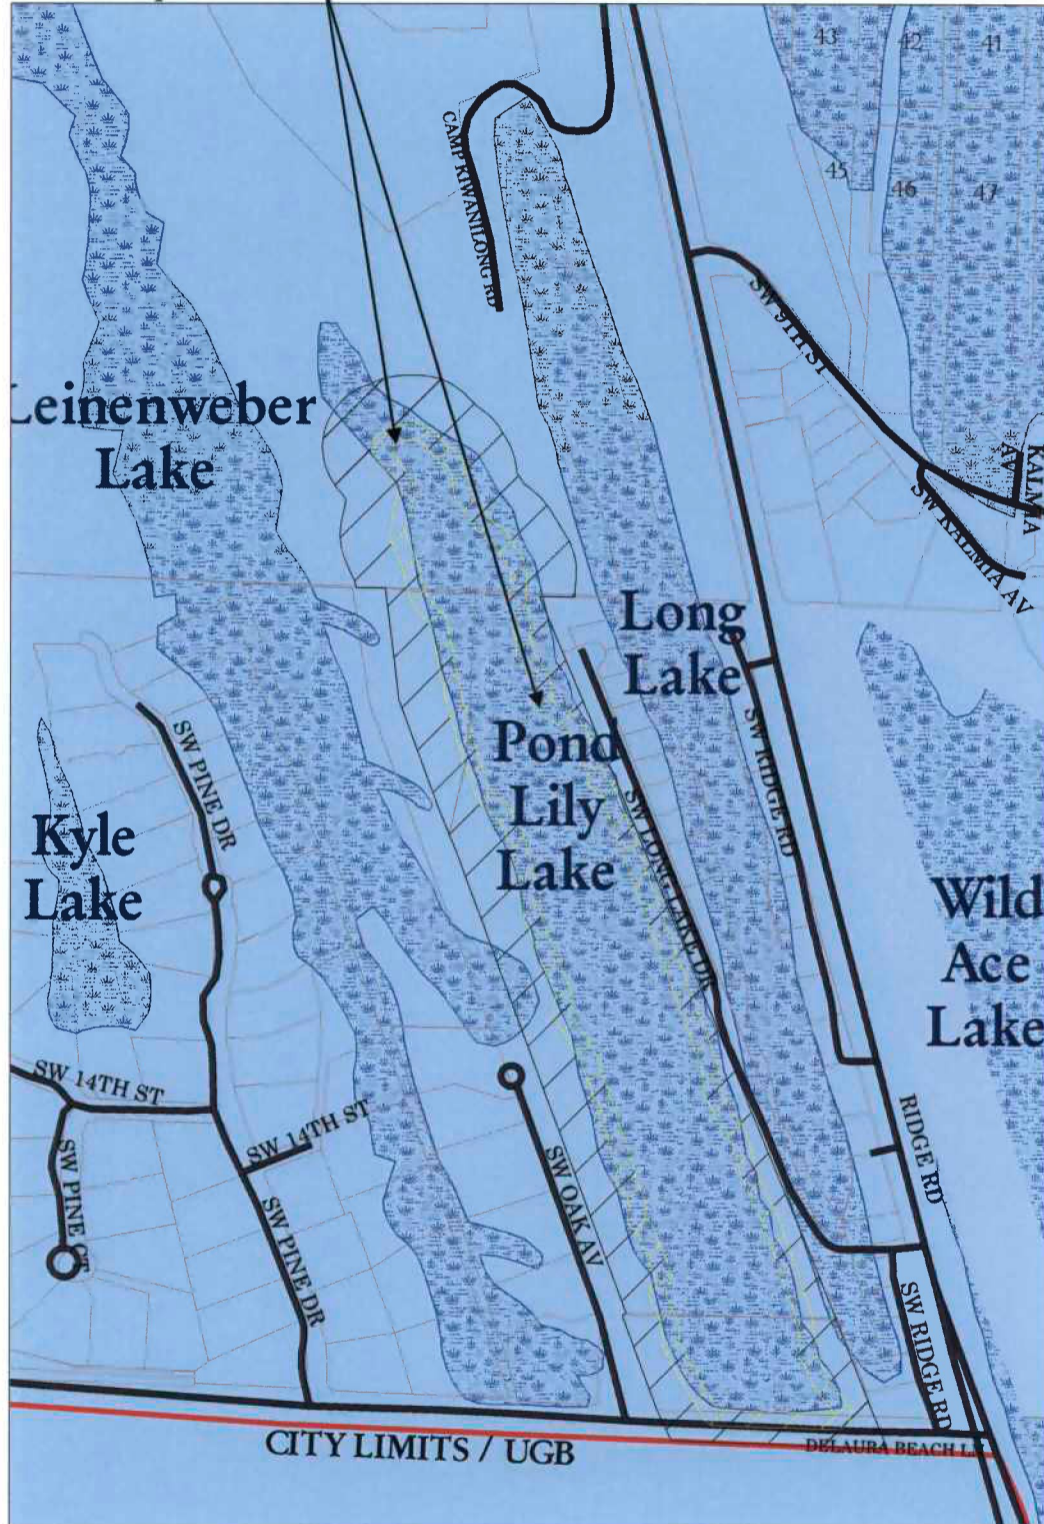 43
42
41
CAMP KIWANILONG RD
45
46
47
SW 9TH ST
Leinenweber
Lake
KALMIA
AV
SW KALMIA AV
Long
Lake
SW PINE DR
SW RIDGE RD
Pond
Lily
Lake
SW LONG LAKE DR
Kyle
Lake
Wild
Ace
Lake
SW 14TH ST
SW 14TH ST
RIDGE RD
SW PINE CT
SW OAK AV
SW PINE DR
SW RIDGE RD
CITY LIMITS / UGB
DELAURA BEACH LN